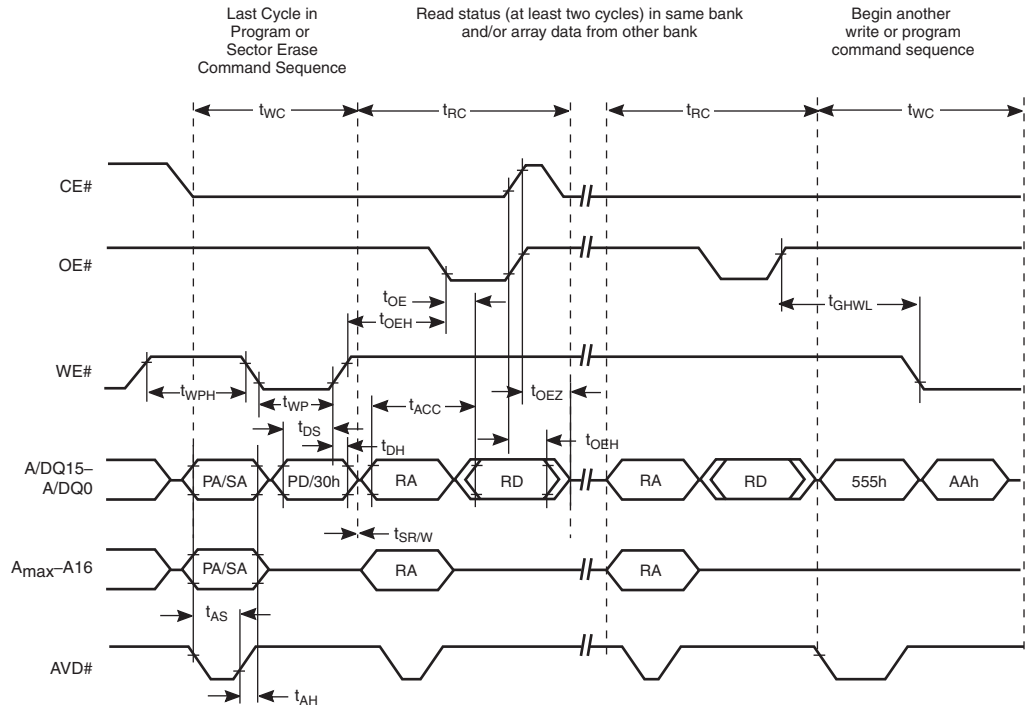 Last Cycle in
Program or
Sector Erase
Command Sequence
Read status (at least two cycles) in same bank
and/or array data from other bank
Begin another
write or program
command sequence
tWC
tRC
tRC
tWC
CE#
OE#
tOE
tOEH
tGHWL
WE#
tWPH
tWP
tACC
tOEZ
tDS
tDH
tOEH
A/DQ15–
A/DQ0
PA/SA
PD/30h
RA
RD
RA
RD
555h
AAh
tSR/W
Amax–A16
PA/SA
RA
RA
tAS
AVD#
tAH